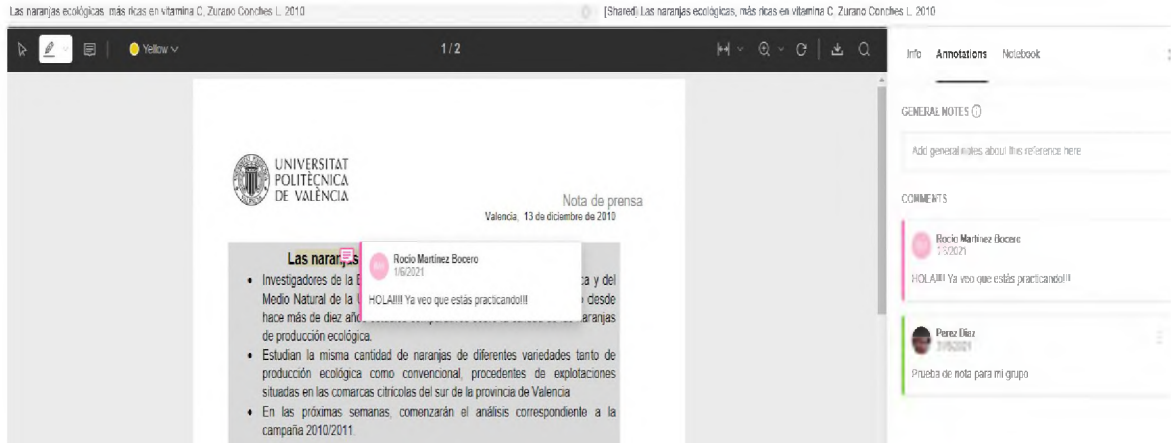 Las naranjas ecológicas, más ricas en vitamina C, Zurano Conches L. 2010
[Shared] Las naranjas ecológicas, más ricas en vitamina C, Zurano Conches L. 2010
Yellow
1 / 2
Info Annotations Notebook
GENERAL NOTES
Add general notes about this reference here
UNIVERSITAT
POLITÈCNICA
DE VALÈNCIA
Nota de prensa
Valencia, 13 de diciembre de 2010
COMMENTS
Rocio Martinez Bocero
1/6/2021
HOLA!!!! Ya veo que estás practicando!!!
Perez Diaz
Prueba de nota para mi grupo
Las naranjas
Rocio Martinez Bocero
1/6/2021
HOLA!!!! Ya veo que estás practicando!!!
• Investigadores de la ca y del
Medio Natural de la desde
hace más de diez naranjas
de producción ecológica.
• Estudian la misma cantidad de naranjas de diferentes variedades tanto de
producción ecológica como convencional, procedentes de explotaciones
situadas en las comarcas citrícolas del sur de la provincia de Valencia
• En las próximas semanas, comenzarán el análisis correspondiente a la
campaña 2010/2011.